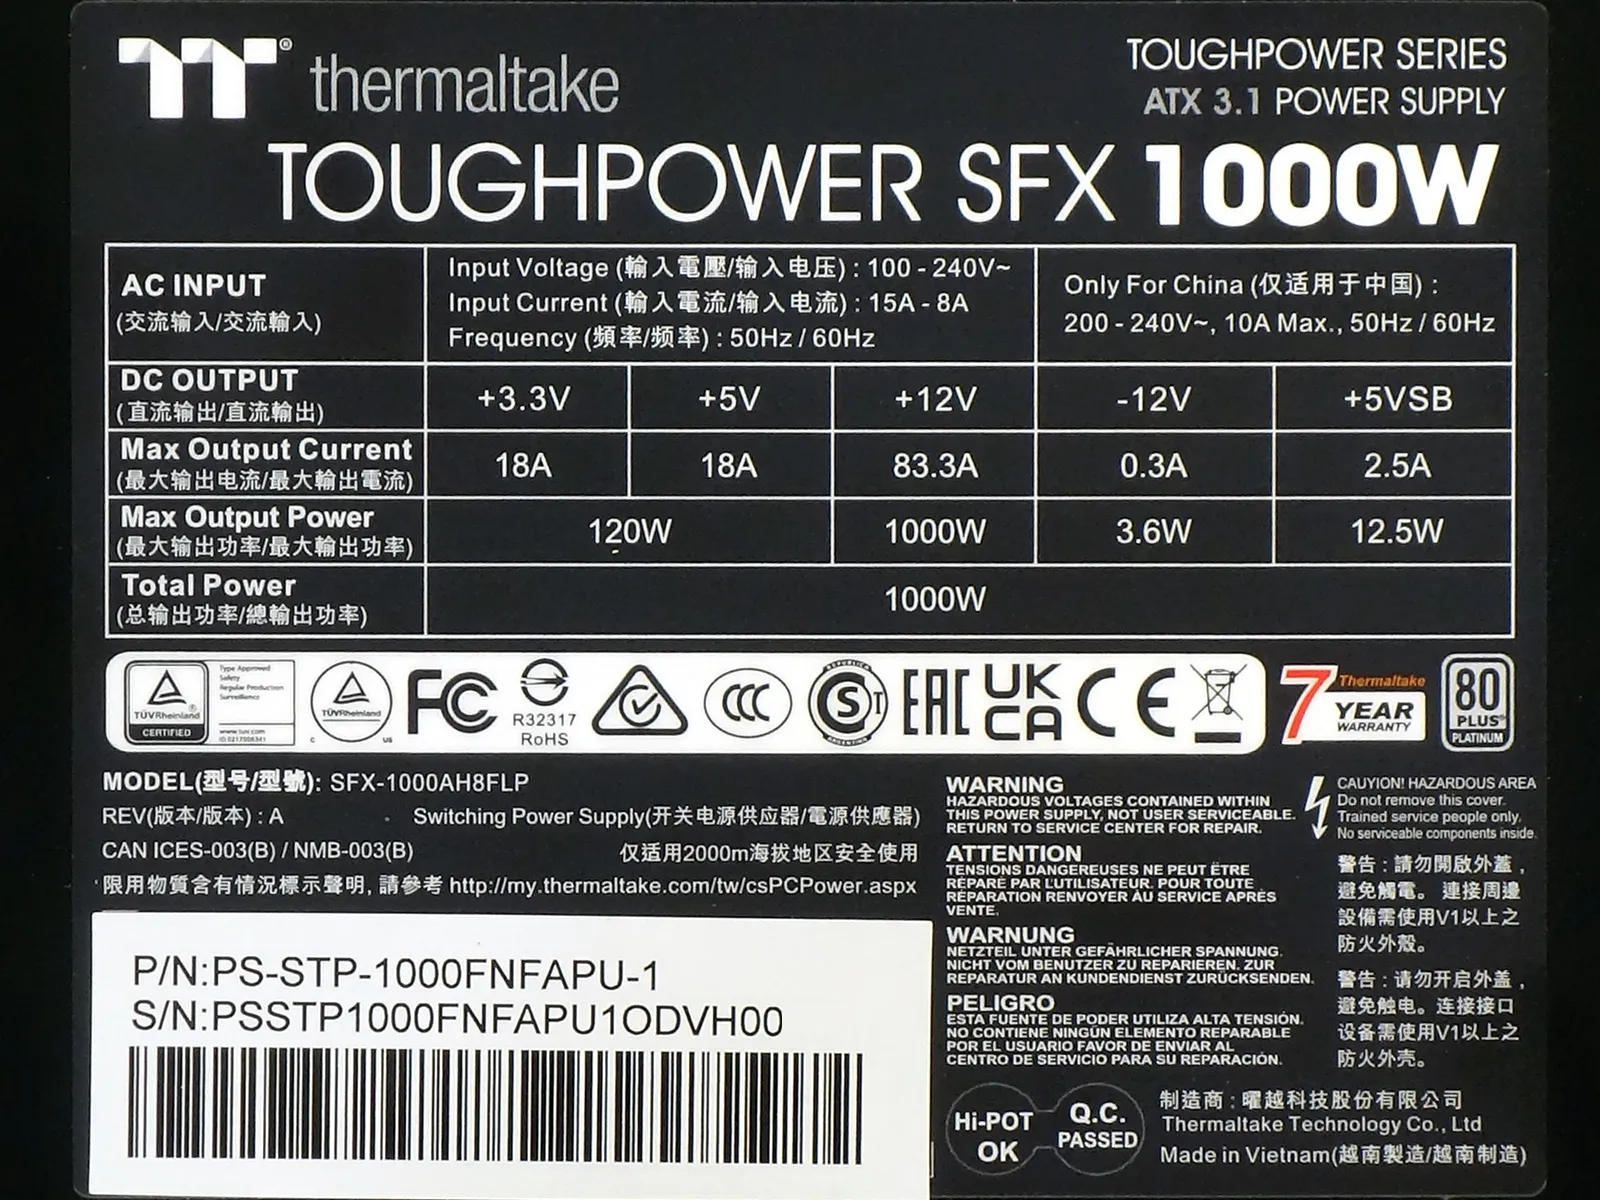 thermaltake
TOUGHPOWER SERIES
ATX 3.1 POWER SUPPLY
TOUGHPOWER SFX 1000W
AC INPUT
(交流输入/交流輸入)
Input Voltage (輸入電壓/输入电压) : 100 - 240V~
Input Current (輸入電流/输入电流) : 15A - 8A
Frequency (頻率/频率) : 50Hz / 60Hz
Only For China (仅适用于中国) :
200 - 240V~, 10A Max., 50Hz / 60Hz
DC OUTPUT
(直流输出/直流輸出)
+3.3V +5V +12V -12V +5VSB
Max Output Current
(最大输出电流/最大輸出電流)
18A 18A 83.3A 0.3A 2.5A
Max Output Power
(最大输出功率/最大輸出功率)
120W 1000W 3.6W 12.5W
Total Power
(总输出功率/總輸出功率)
1000W
TÜVRheinland
CERTIFIED
Type Approved
Safety
Regular Production
Surveillance
www.tuv.com
TÜVRheinland
C US
FC
R32317
RoHS
CCC
REPUBLICA
S
ARGENTINA
EAC
UK
CA
CE
7
Thermaltake
YEAR
WARRANTY
80
PLUS
PLATINUM
MODEL(型号/型號): SFX-1000AH8FLP
REV(版本/版本) : A
Switching Power Supply(开关电源供应器/電源供應器)
CAN ICES-003(B) / NMB-003(B)
仅适用2000m海拔地区安全使用
限用物質含有情況標示聲明, 請參考 http://my.thermaltake.com/tw/csPCPower.aspx
P/N:PS-STP-1000FNFAPU-1
S/N:PSSTP1000FNFAPU1ODVH00
WARNING
HAZARDOUS VOLTAGES CONTAINED WITHIN
THIS POWER SUPPLY, NOT USER SERVICEABLE.
RETURN TO SERVICE CENTER FOR REPAIR.
ATTENTION
TENSIONS DANGEREUSES NE PEUT ËTRE
RÉPARÉ PAR L'UTILISATEUR. POUR TOUTE
RÉPARATION RENVOYER AU SERVICE APRÈS
VENTE.
WARNUNG
NETZTEIL UNTER GEFÄHRLICHER SPANNUNG.
NICHT VOM BENUTZER ZU REPARIEREN. ZUR
REPARATUR AN KUNDENDIENST ZURÜCKSENDEN.
PELIGRO
ESTA FUENTE DE PODER UTILIZA ALTA TENSIÓN.
NO CONTIENE NINGÚN ELEMENTO REPARABLE
POR EL USUARIO FAVOR DE ENVIAR AL
CENTRO DE SERVICIO PARA SU REPARACIÓN.
CAUYION! HAZARDOUS AREA
Do not remove this cover.
Trained service people only.
No serviceable components inside.
警告 : 請勿開啟外蓋 ,
避免觸電。 連接周邊
設備需使用V1以上之
防火外殼。
警告 : 请勿开启外盖 ,
避免触电。连接接口
设备需使用V1以上之
防火外壳。
Hi-POT
OK
Q.C.
PASSED
制造商 : 曜越科技股份有限公司
Thermaltake Technology Co., Ltd
Made in Vietnam(越南製造/越南制造)